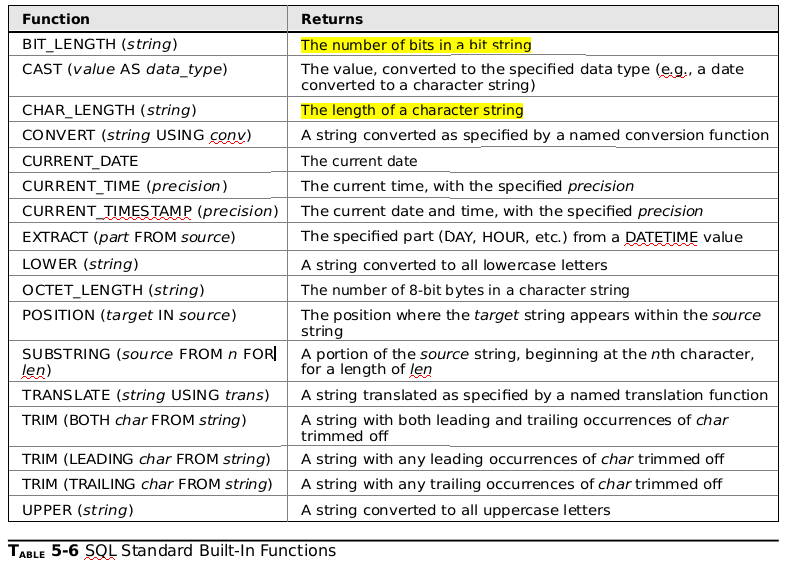 Function Returns
BIT_LENGTH (string) The number of bits in a bit string
CAST (value AS data_type) The value, converted to the specified data type (e.g., a date
converted to a character string)
CHAR_LENGTH (string) The length of a character string
CONVERT (string USING conv) A string converted as specified by a named conversion function
CURRENT_DATE The current date
CURRENT_TIME (precision) The current time, with the specified precision
CURRENT_TIMESTAMP (precision) The current date and time, with the specified precision
EXTRACT (part FROM source) The specified part (DAY, HOUR, etc.) from a DATETIME value
LOWER (string) A string converted to all lowercase letters
OCTET_LENGTH (string) The number of 8-bit bytes in a character string
POSITION (target IN source) The position where the target string appears within the source
string
SUBSTRING (source FROM n FOR A portion of the source string, beginning at the nth character,
len) for a length of len
TRANSLATE (string USING trans) A string translated as specified by a named translation function
TRIM (BOTH char FROM string) A string with both leading and trailing occurrences of char
trimmed off
TRIM (LEADING char FROM string) A string with any leading occurrences of char trimmed off
TRIM (TRAILING char FROM string) A string with any trailing occurrences of char trimmed off
UPPER (string) A string converted to all uppercase letters
TABLE 5-6 SQL Standard Built-In Functions